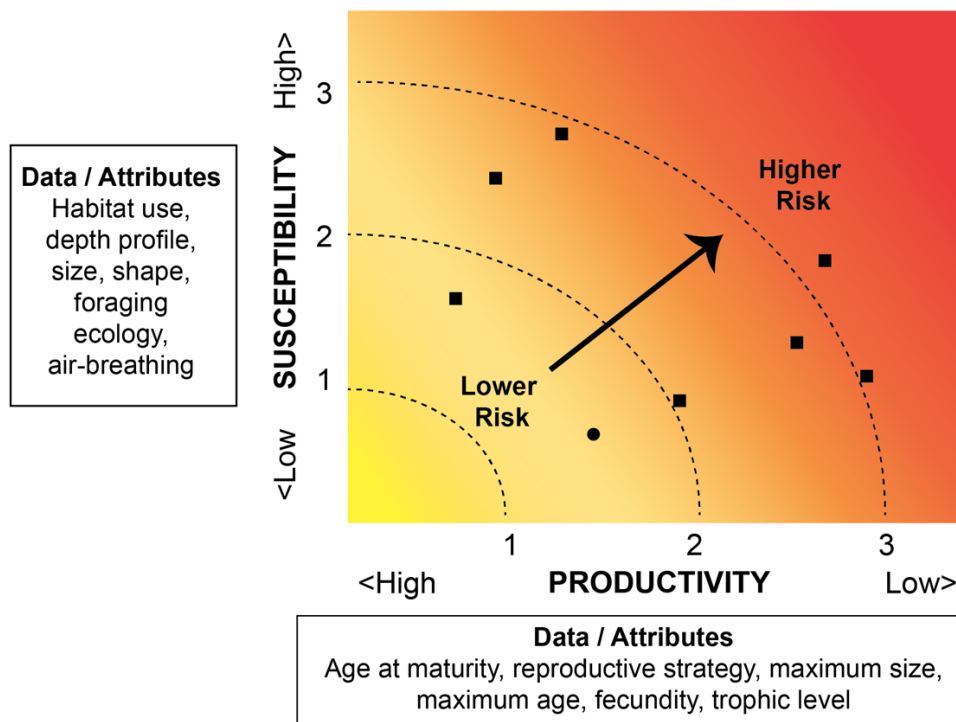 Data / Attributes
Habitat use,
depth profile,
size, shape,
foraging
ecology,
air-breathing
SUSCEPTIBILITY
High>
<Low
3
2
1
Higher
Risk
Lower
Risk
1
2
3
<High
PRODUCTIVITY
Low>
Data / Attributes
Age at maturity, reproductive strategy, maximum size,
maximum age, fecundity, trophic level